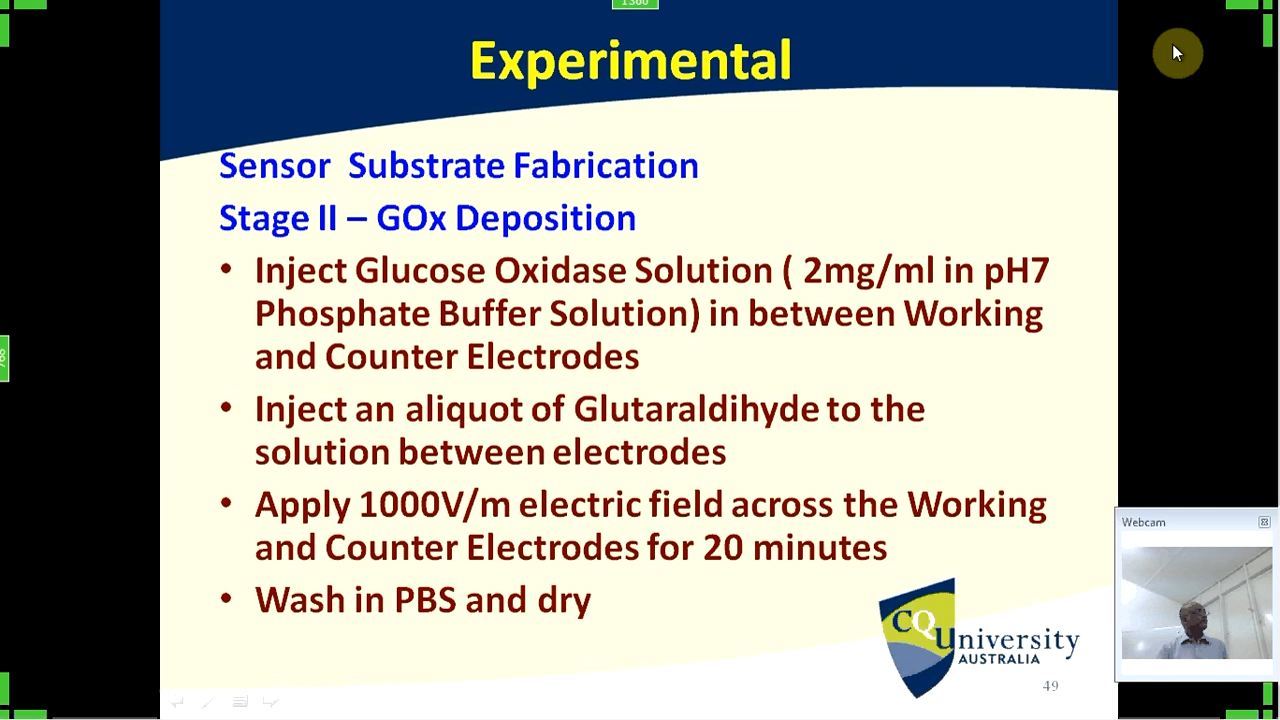 1366
Experimental
Sensor Substrate Fabrication
Stage II – GOx Deposition
• Inject Glucose Oxidase Solution ( 2mg/ml in pH7
Phosphate Buffer Solution) in between Working
and Counter Electrodes
• Inject an aliquot of Glutaraldihyde to the
solution between electrodes
• Apply 1000V/m electric field across the Working
and Counter Electrodes for 20 minutes
• Wash in PBS and dry
CQUniversity
AUSTRALIA
49
Webcam